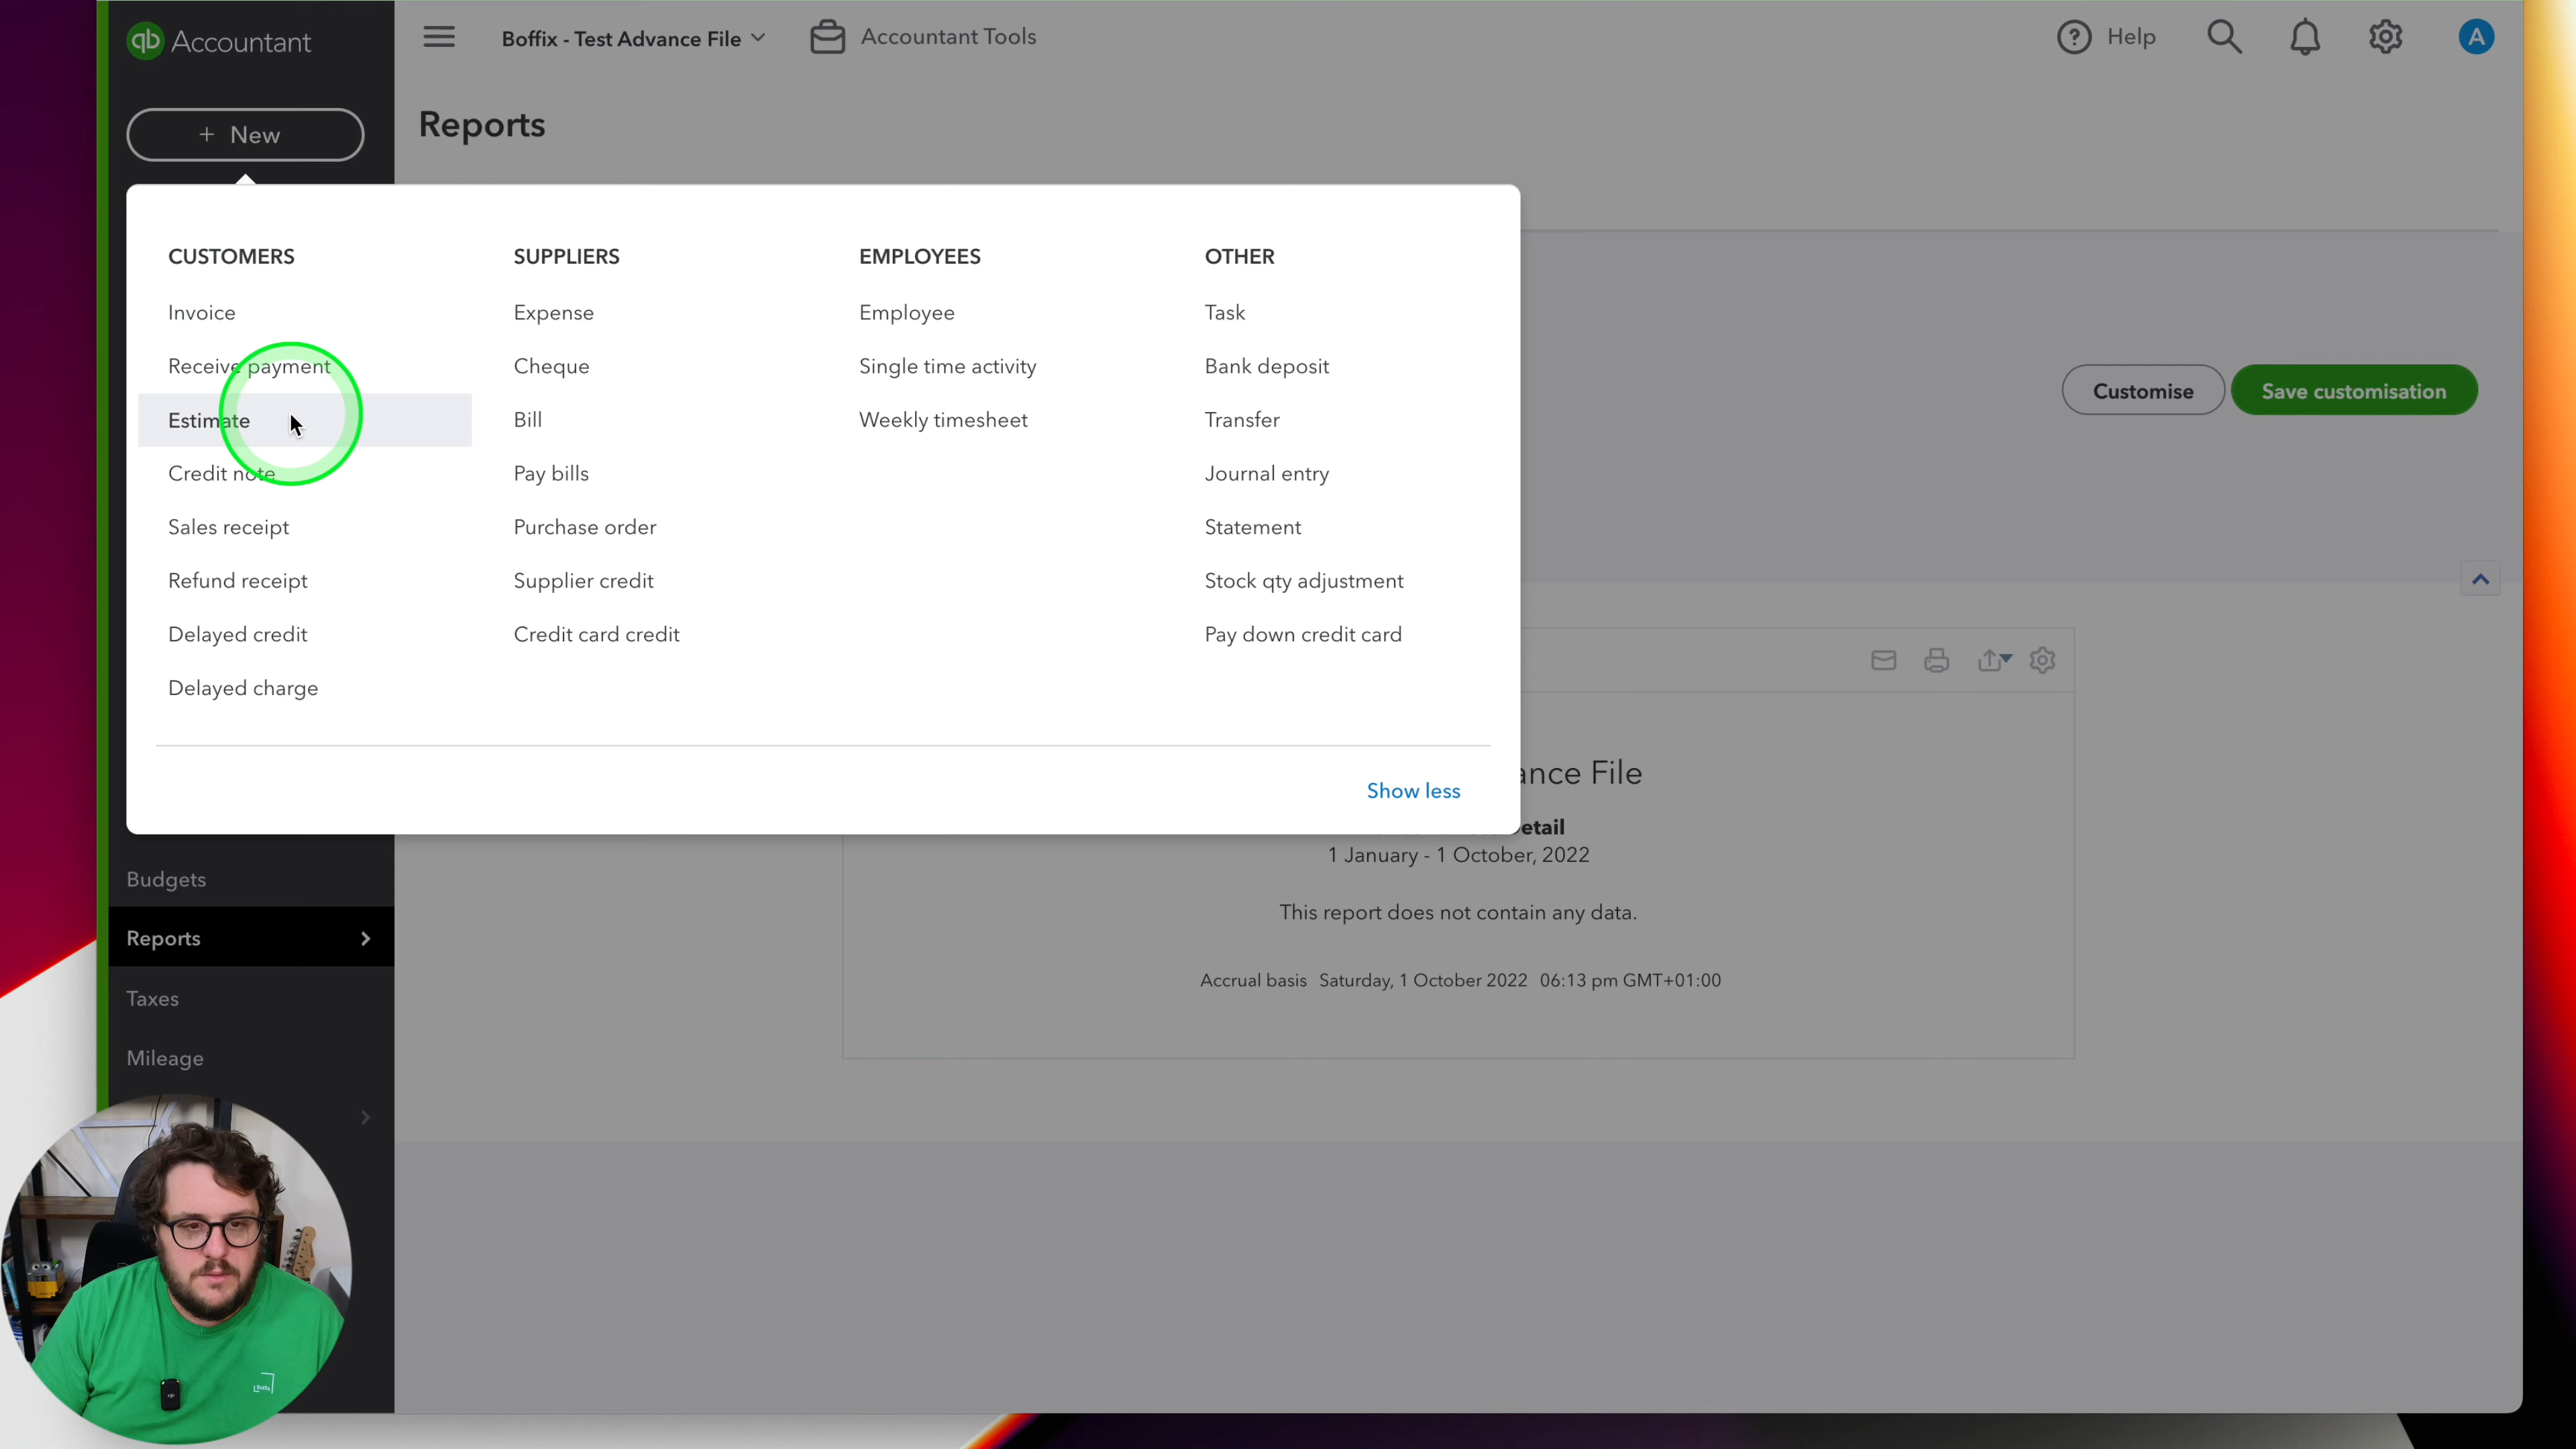 qb Accountant
Boffix - Test Advance File
Accountant Tools
Help
A
+ New
Reports
CUSTOMERS
Invoice
Receive payment
Estimate
Credit note
Sales receipt
Refund receipt
Delayed credit
Delayed charge
SUPPLIERS
Expense
Cheque
Bill
Pay bills
Purchase order
Supplier credit
Credit card credit
EMPLOYEES
Employee
Single time activity
Weekly timesheet
OTHER
Task
Bank deposit
Transfer
Journal entry
Statement
Stock qty adjustment
Pay down credit card
Show less
Customise
Save customisation
ance File
etail
1 January - 1 October, 2022
This report does not contain any data.
Accrual basis Saturday, 1 October 2022 06:13 pm GMT+01:00
Budgets
Reports
Taxes
Mileage